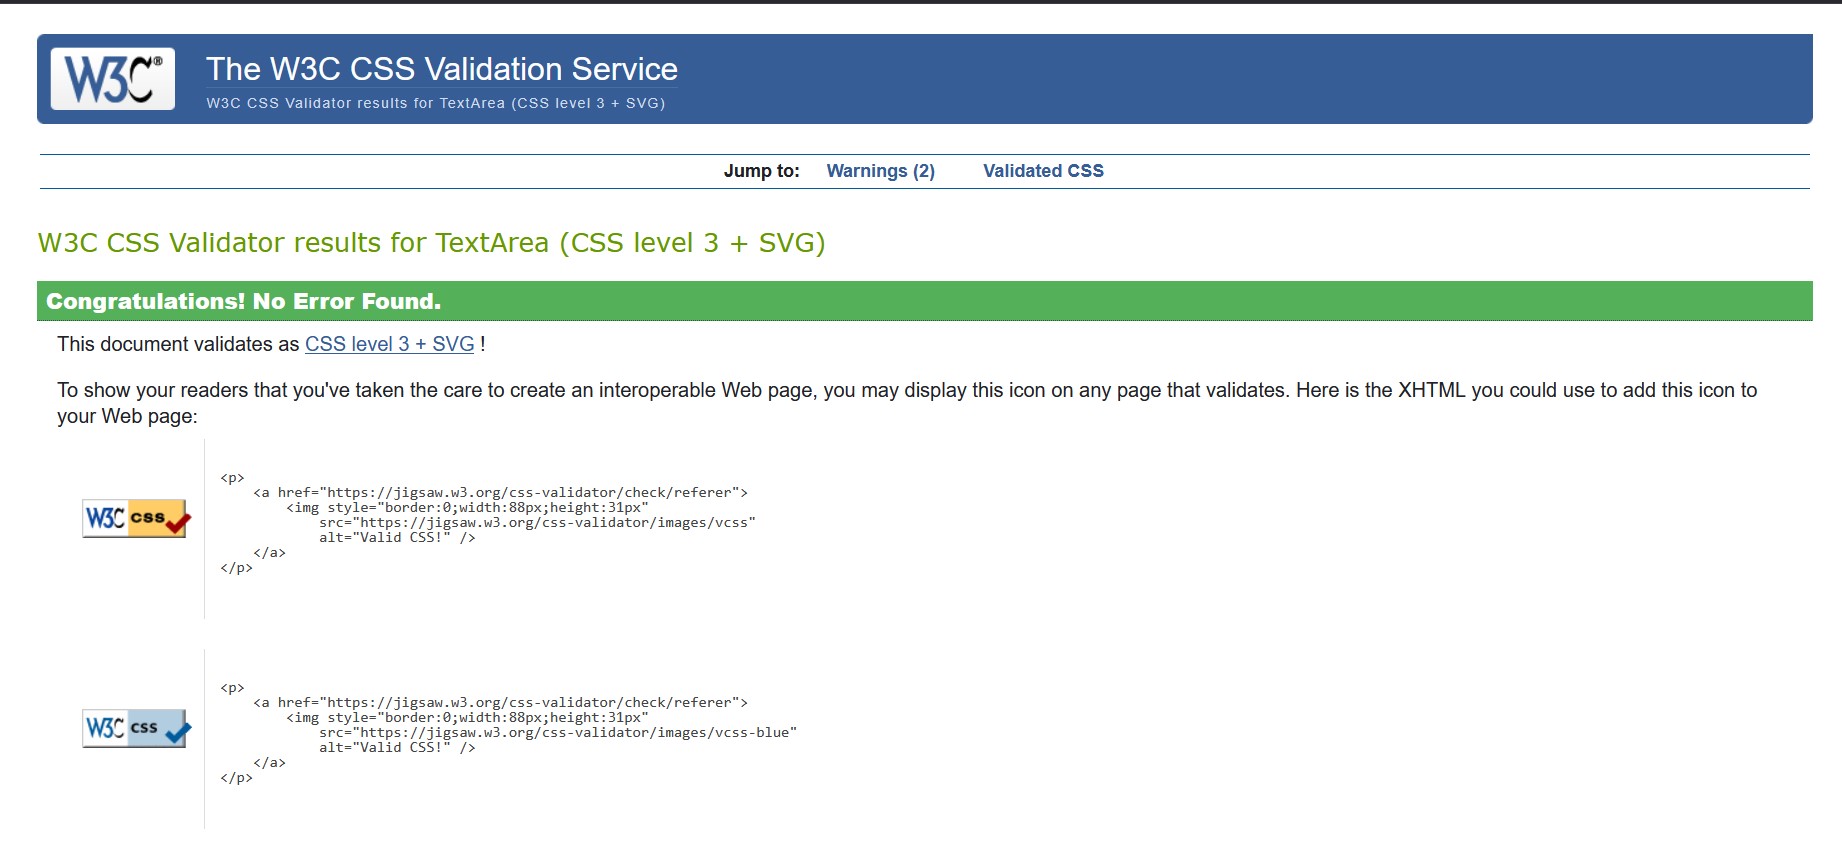 W3C®
The W3C CSS Validation Service
W3C CSS Validator results for TextArea (CSS level 3 + SVG)
Jump to: Warnings (2) Validated CSS
W3C CSS Validator results for TextArea (CSS level 3 + SVG)
Congratulations! No Error Found.
This document validates as CSS level 3 + SVG !
To show your readers that you've taken the care to create an interoperable Web page, you may display this icon on any page that validates. Here is the XHTML you could use to add this icon to
your Web page:
W3C css
<p>
    <a href="https://jigsaw.w3.org/css-validator/check/referer">
        <img style="border:0;width:88px;height:31px"
            src="https://jigsaw.w3.org/css-validator/images/vcss"
            alt="Valid CSS!" />
    </a>
</p>
W3C css
<p>
    <a href="https://jigsaw.w3.org/css-validator/check/referer">
        <img style="border:0;width:88px;height:31px"
            src="https://jigsaw.w3.org/css-validator/images/vcss-blue"
            alt="Valid CSS!" />
    </a>
</p>